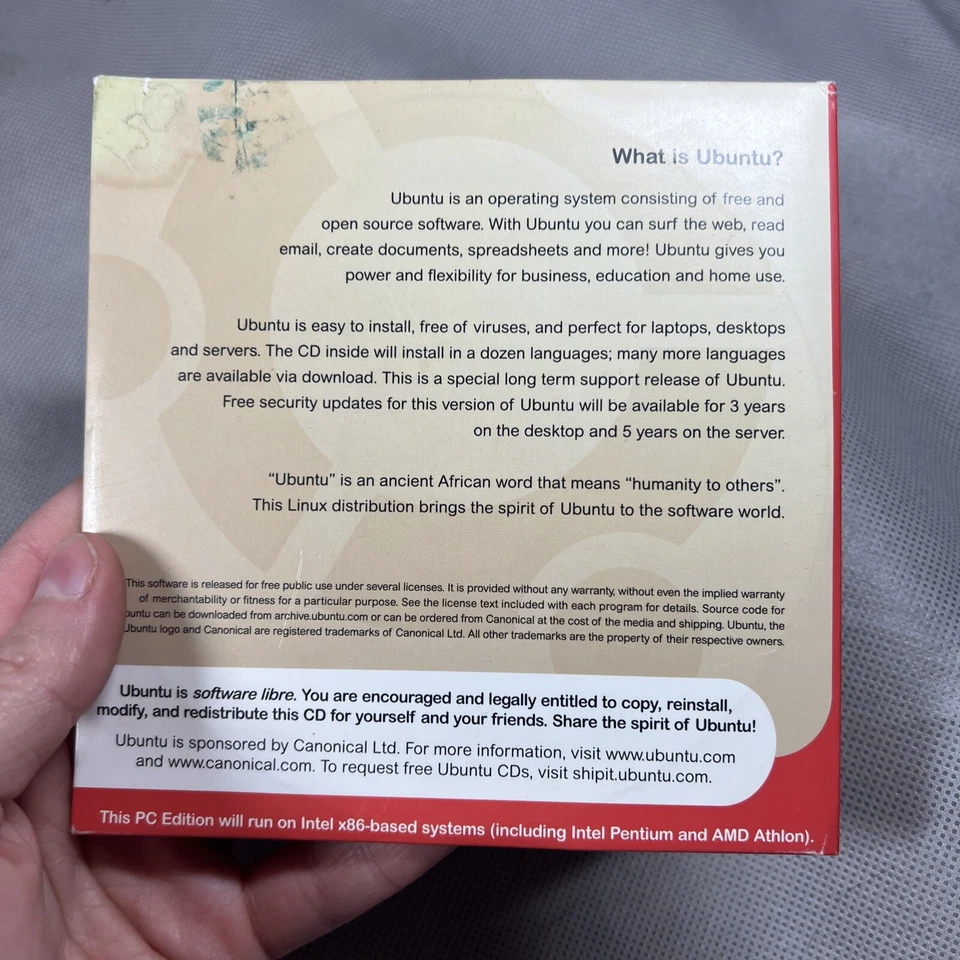 What is Ubuntu?
Ubuntu is an operating system consisting of free and
open source software. With Ubuntu you can surf the web, read
email, create documents, spreadsheets and more! Ubuntu gives you
power and flexibility for business, education and home use.
Ubuntu is easy to install, free of viruses, and perfect for laptops, desktops
and servers. The CD inside will install in a dozen languages; many more languages
are available via download. This is a special long term support release of Ubuntu.
Free security updates for this version of Ubuntu will be available for 3 years
on the desktop and 5 years on the server.
“Ubuntu” is an ancient African word that means “humanity to others”.
This Linux distribution brings the spirit of Ubuntu to the software world.
This software is released for free public use under several licenses. It is provided without any warranty, without even the implied warranty
of merchantability or fitness for a particular purpose. See the license text included with each program for details. Source code for
buntu can be downloaded from archive.ubuntu.com or can be ordered from Canonical at the cost of the media and shipping. Ubuntu, the
Ubuntu logo and Canonical are registered trademarks of Canonical Ltd. All other trademarks are the property of their respective owners.
Ubuntu is software libre. You are encouraged and legally entitled to copy, reinstall,
modify, and redistribute this CD for yourself and your friends. Share the spirit of Ubuntu!
Ubuntu is sponsored by Canonical Ltd. For more information, visit www.ubuntu.com
and www.canonical.com. To request free Ubuntu CDs, visit shipit.ubuntu.com.
This PC Edition will run on Intel x86-based systems (including Intel Pentium and AMD Athlon).